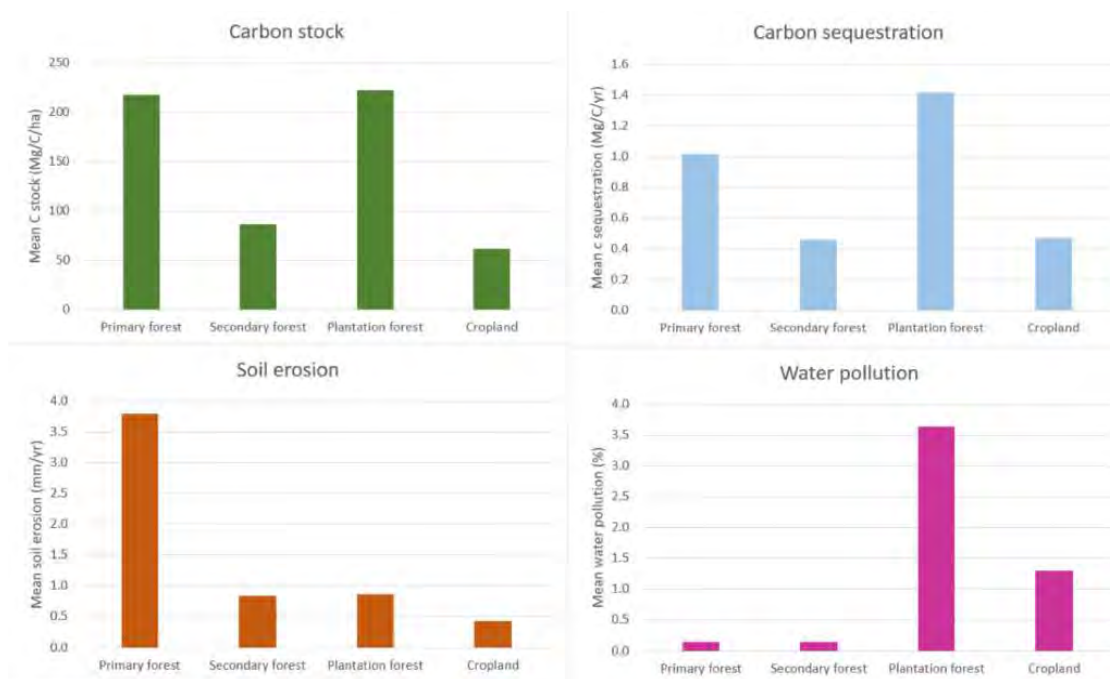 Carbon stock
Mean C stock (Mg/C/ha)
250
200
150
100
50
0
Primary forest Secondary forest Plantation forest Cropland
Carbon sequestration
Mean c sequestration (Mg/C/yr)
1.6
1.4
1.2
1.0
0.8
0.6
0.4
0.2
0.0
Primary forest Secondary forest Plantation forest Cropland
Soil erosion
Mean soil erosion (mm/yr)
4.0
3.5
3.0
2.5
2.0
1.5
1.0
0.5
0.0
Primary forest Secondary forest Plantation forest Cropland
Water pollution
Mean water pollution (%)
4.0
3.5
3.0
2.5
2.0
1.5
1.0
0.5
0.0
Primary forest Secondary forest Plantation forest Cropland